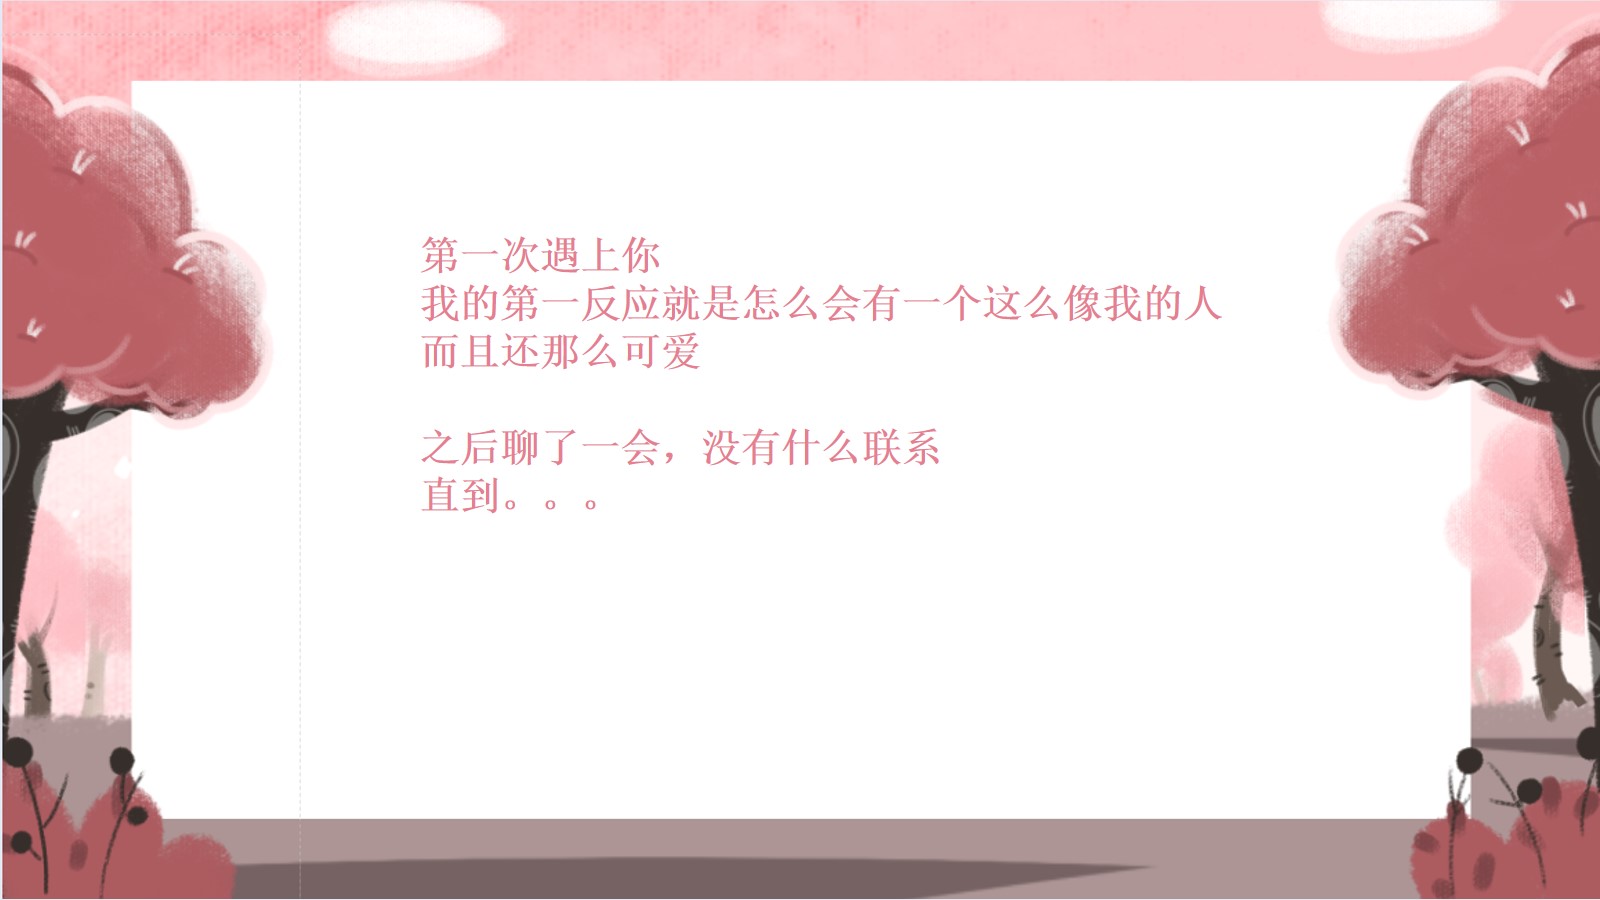 第一次遇上你
我的第一反应就是怎么会有一个这么像我的人
而且还那么可爱
之后聊了一会，没有什么联系
直到。。。